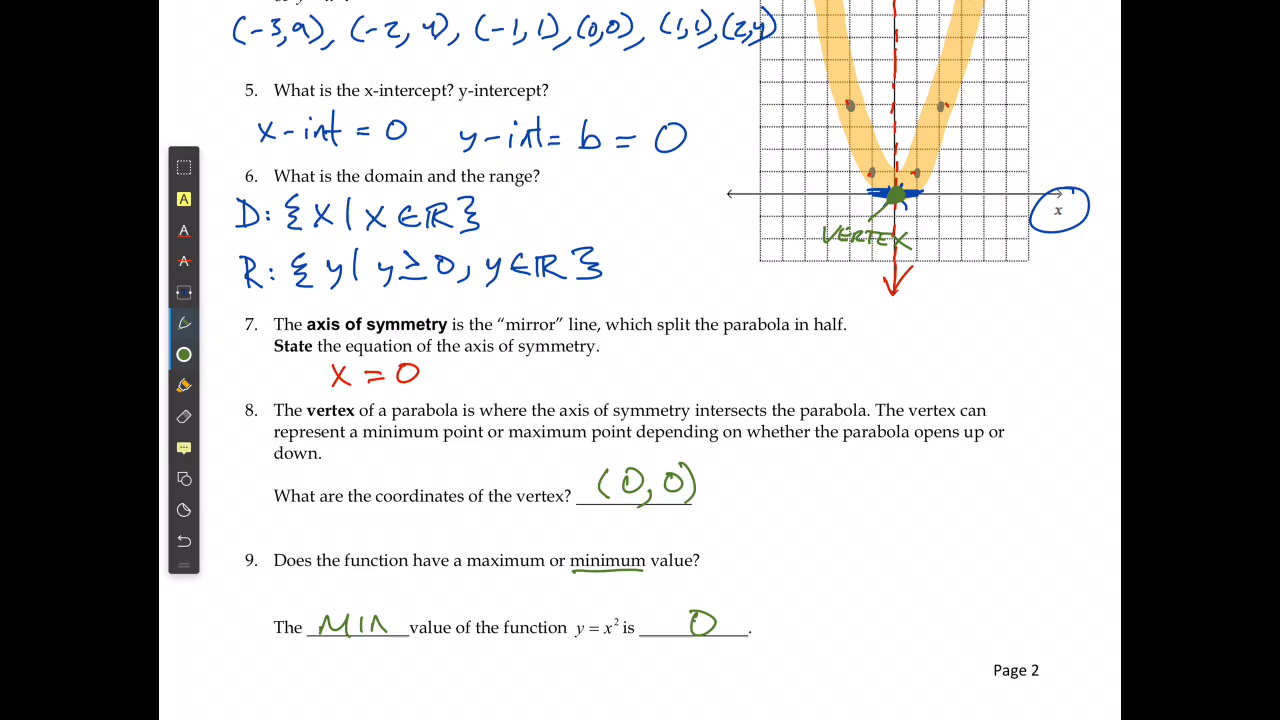 (-3,9), (-2, 4), (-1, 1), (0,0), (1,1), (2,4)
5. What is the x-intercept? y-intercept?
x-int = 0 y-int = b = 0
6. What is the domain and the range?
D: { X | X ∈ ℝ }
R: { y | y ≥ 0, y ∈ ℝ }
x
VERTEX
7. The axis of symmetry is the “mirror” line, which split the parabola in half.
State the equation of the axis of symmetry.
X = 0
8. The vertex of a parabola is where the axis of symmetry intersects the parabola. The vertex can
represent a minimum point or maximum point depending on whether the parabola opens up or
down.
What are the coordinates of the vertex? (0,0)
9. Does the function have a maximum or minimum value?
The MIN value of the function y = x² is 0.
Page 2
A
A
A